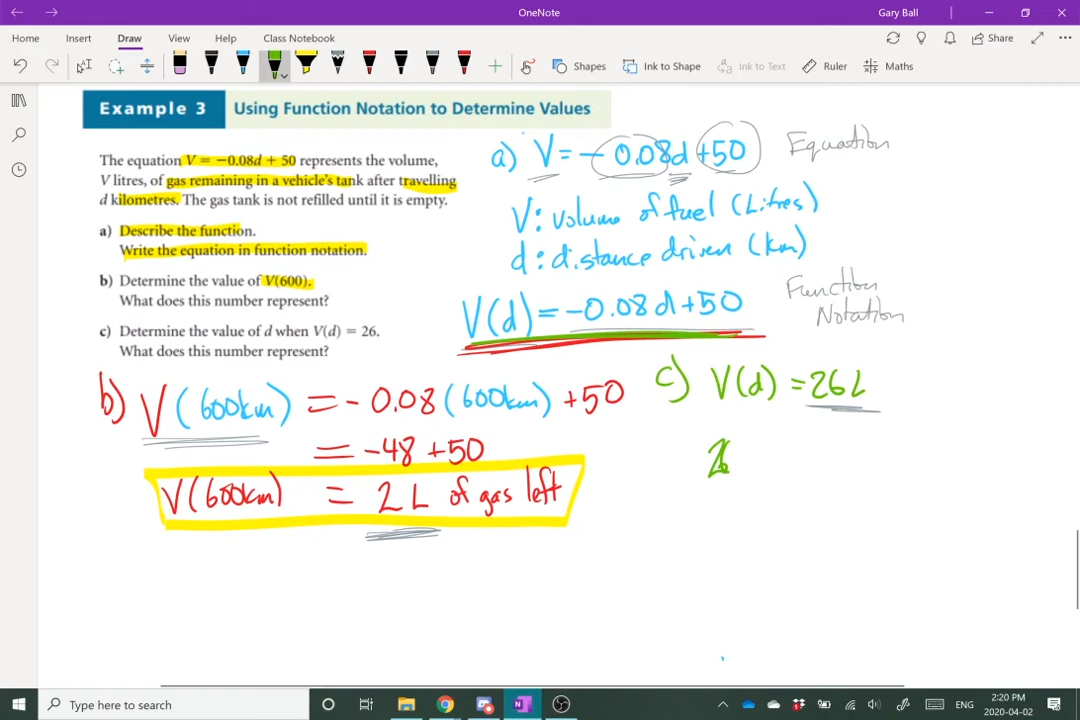 OneNote
Gary Ball
Home Insert Draw View Help Class Notebook
Share
Shapes Ink to Shape Ink to Text Ruler Maths
Example 3 Using Function Notation to Determine Values
The equation V = −0.08d + 50 represents the volume,
V litres, of gas remaining in a vehicle's tank after travelling
d kilometres. The gas tank is not refilled until it is empty.
a) Describe the function.
Write the equation in function notation.
b) Determine the value of V(600).
What does this number represent?
c) Determine the value of d when V(d) = 26.
What does this number represent?
a) V = -0.08d +50 Equation
V: volume of fuel (Litres)
d: distance driven (km)
V(d) = -0.08d+50 Function
Notation
b) V(600km) = -0.08(600km) +50
= -48 +50
V(600km) = 2 L of gas left
c) V(d) = 26L
Type here to search
ENG
2:20 PM
2020-04-02